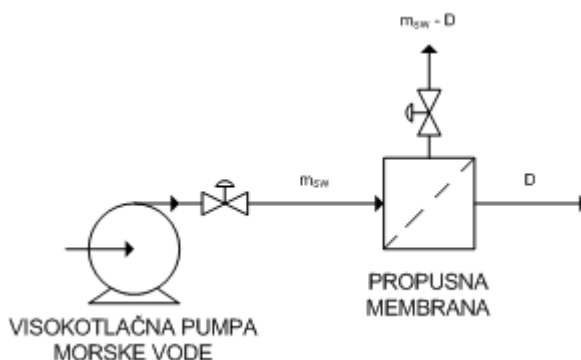 m_SW - D
m_SW
D
PROPUSNA
MEMBRANA
VISOKOTLAČNA PUMPA
MORSKE VODE